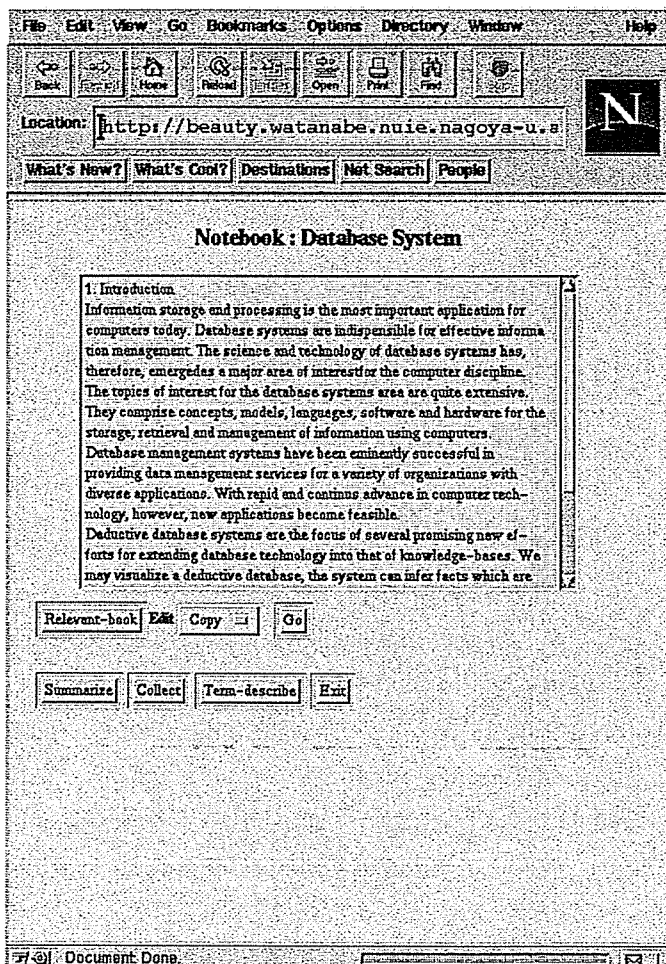 File Edit View Go Bookmarks Options Directory Window Help
Back Home Reload Open Print Find
N
Location: http://beauty.watanabe.nuie.nagoya-u.a
What's New? What's Cool? Destinations Net Search People
Notebook : Database System
1. Introduction
Information storage and processing is the most important application for
computers today. Database systems are indispensible for effective informa
tion management. The science and technology of database systems has,
therefore, emergedes a major area of interestfor the computer discipline.
The topics of interest for the database systems area are quite extensive.
They comprise concepts, models, languages, software and hardware for the
storage, retrieval and management of information using computers.
Database management systems have been eminently successful in
providing data management services for a variety of organizations with
diverse applications. With rapid and continus advance in computer tech-
nology, however, new applications become feasible.
Deductive database systems are the focus of several promising new ef-
forts for extending database technology into that of knowledge-bases. We
may visualize a deductive database, the system can infer facts which are
Relevant-book Edit Copy Go
Summarize Collect Term-describe Exit
Document Done.